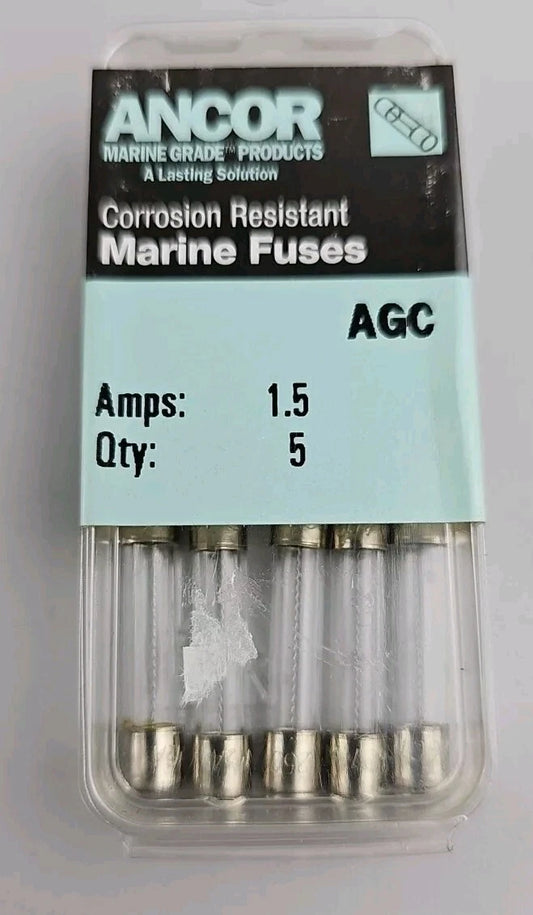 ANCOR
MARINE GRADE™ PRODUCTS
A Lasting Solution
Corrosion Resistant
Marine Fuses
AGC
Amps: 1.5
Qty: 5